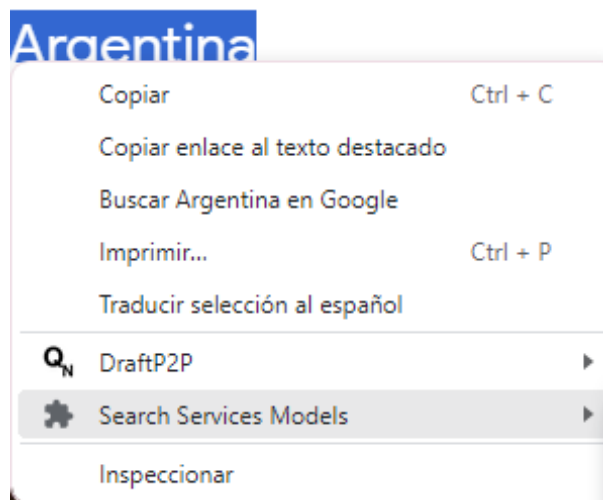 Argentina
Copiar Ctrl + C
Copiar enlace al texto destacado
Buscar Argentina en Google
Imprimir... Ctrl + P
Traducir selección al español
QN DraftP2P
Search Services Models
Inspeccionar